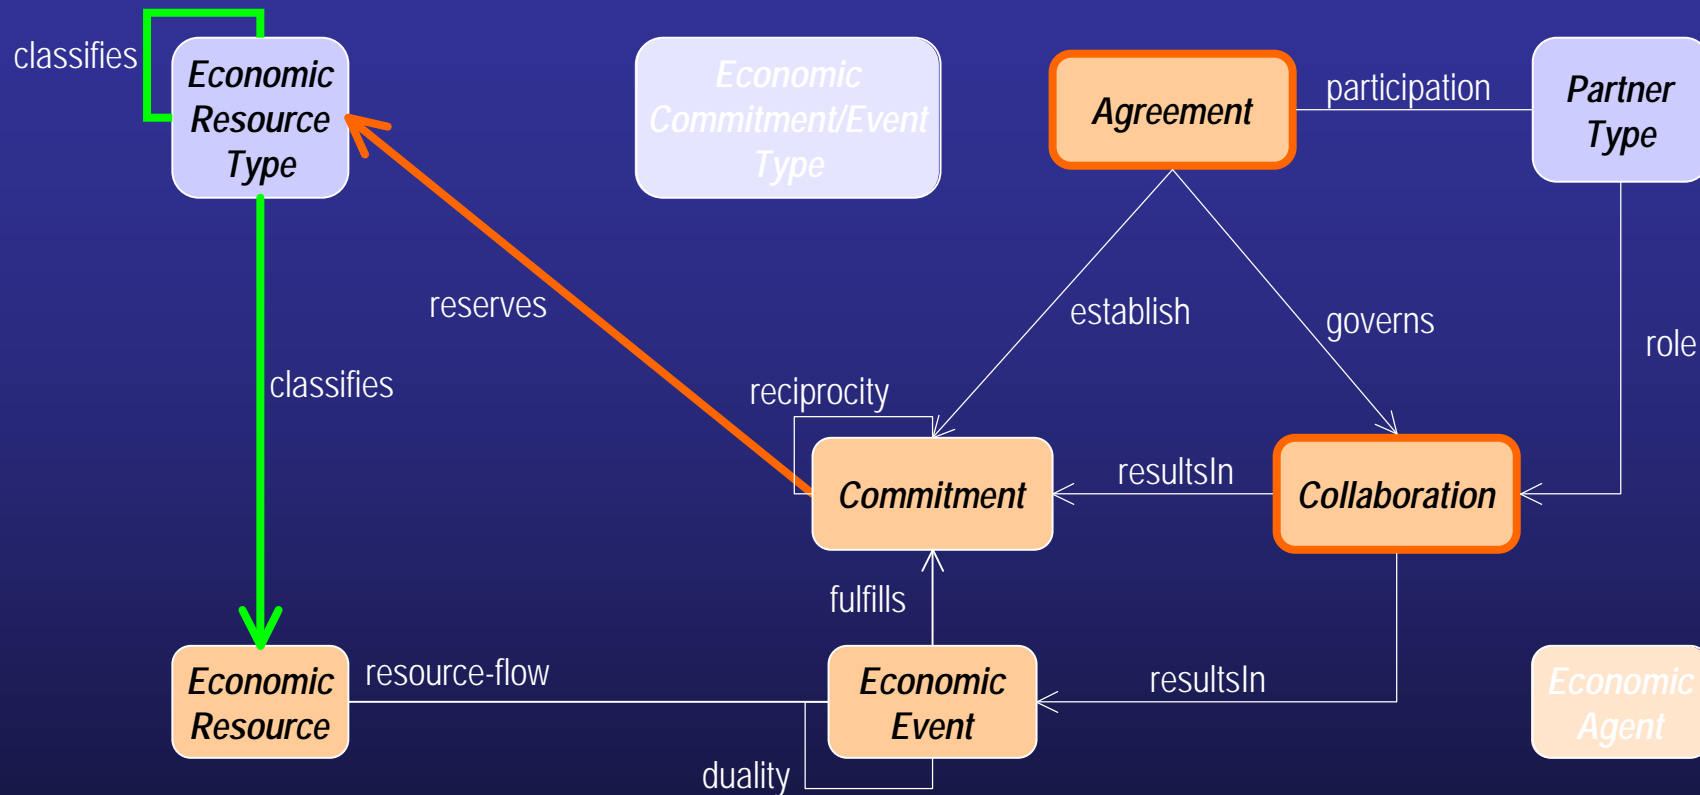 classifies
Economic
Resource
Type
Economic
Commitment/Event
Type
Agreement
participation
Partner
Type
reserves
establish
governs
role
classifies
reciprocity
Commitment
resultsIn
Collaboration
fulfills
Economic
Resource
resource-flow
Economic
Event
resultsIn
Economic
Agent
duality